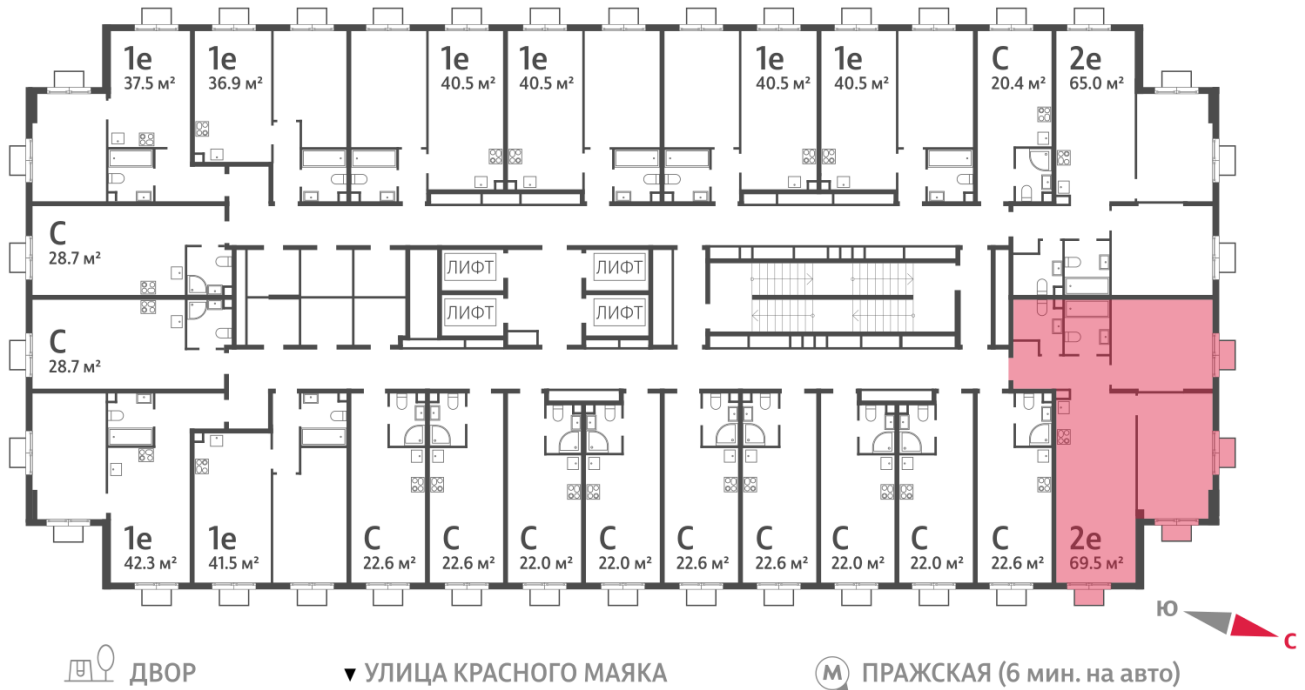 1е
37.5 м²
1е
36.9 м²
1е
40.5 м²
1е
40.5 м²
1е
40.5 м²
1е
40.5 м²
С
20.4 м²
2е
65.0 м²
С
28.7 м²
ЛИФТ
ЛИФТ
ЛИФТ
ЛИФТ
С
28.7 м²
1е
42.3 м²
1е
41.5 м²
С
22.6 м²
С
22.6 м²
С
22.0 м²
С
22.0 м²
С
22.6 м²
С
22.6 м²
С
22.0 м²
С
22.0 м²
С
22.6 м²
2е
69.5 м²
Ю
С
ДВОР
УЛИЦА КРАСНОГО МАЯКА
М ПРАЖСКАЯ (6 мин. на авто)